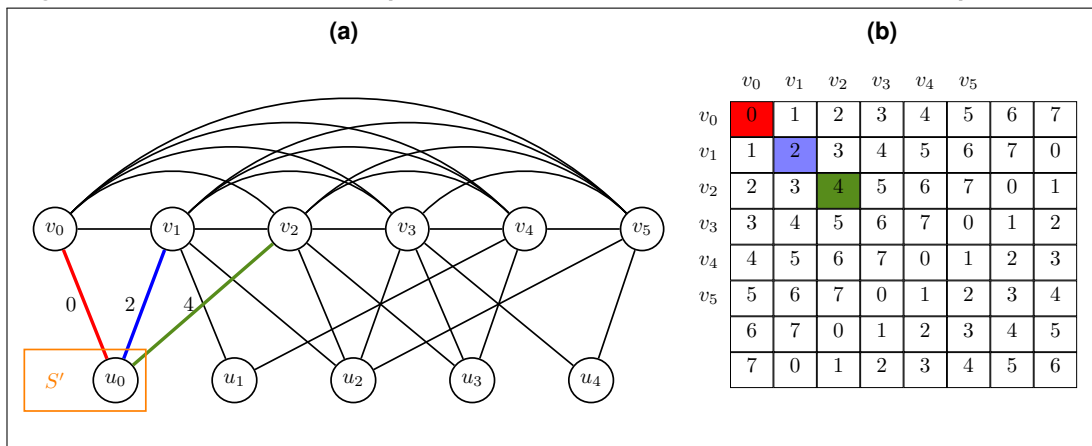 (a) (b)
v₀ v₁ v₂ v₃ v₄ v₅
v₀ 0 1 2 3 4 5 6 7
v₁ 1 2 3 4 5 6 7 0
v₂ 2 3 4 5 6 7 0 1
v₃ 3 4 5 6 7 0 1 2
v₄ 4 5 6 7 0 1 2 3
v₅ 5 6 7 0 1 2 3 4
6 7 0 1 2 3 4 5
7 0 1 2 3 4 5 6
v₀ v₁ v₂ v₃ v₄ v₅
0 2 4
S′ u₀ u₁ u₂ u₃ u₄